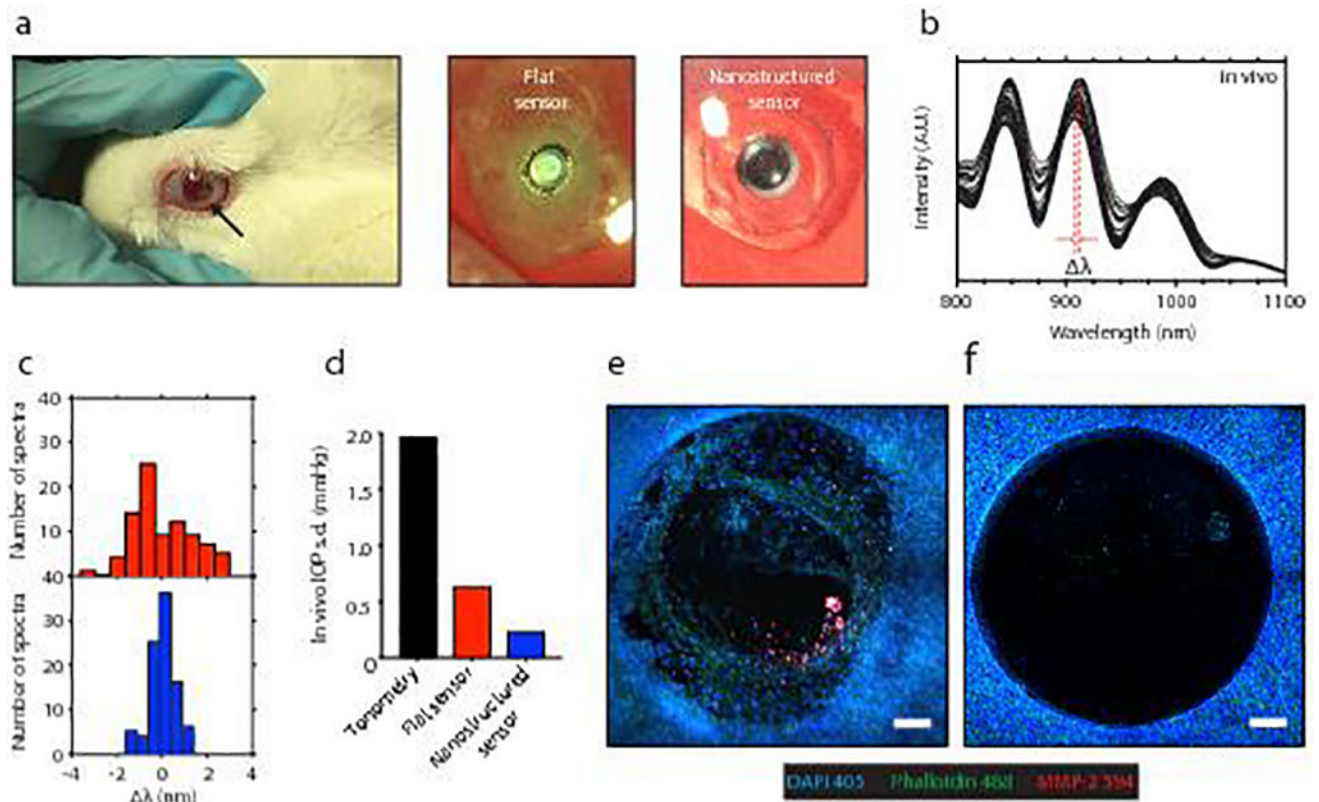 a
Flat
sensor
Nanostructured
sensor
b
In vivo
Intensity (A.U.)
Δλ
800 900 1000 1100
Wavelength (nm)
c
40
30
20
10
Number of spectra
40
30
20
10
0
Number of spectra
-4 -2 0 2 4
Δλ (nm)
d
2.0
1.5
1.0
0.5
0
In vivo IOP s.d. (mmHg)
Tonometry
Flat sensor
Nanostructured
sensor
e
f
DAPI 405 Phalloidin 488 MMP-2 594